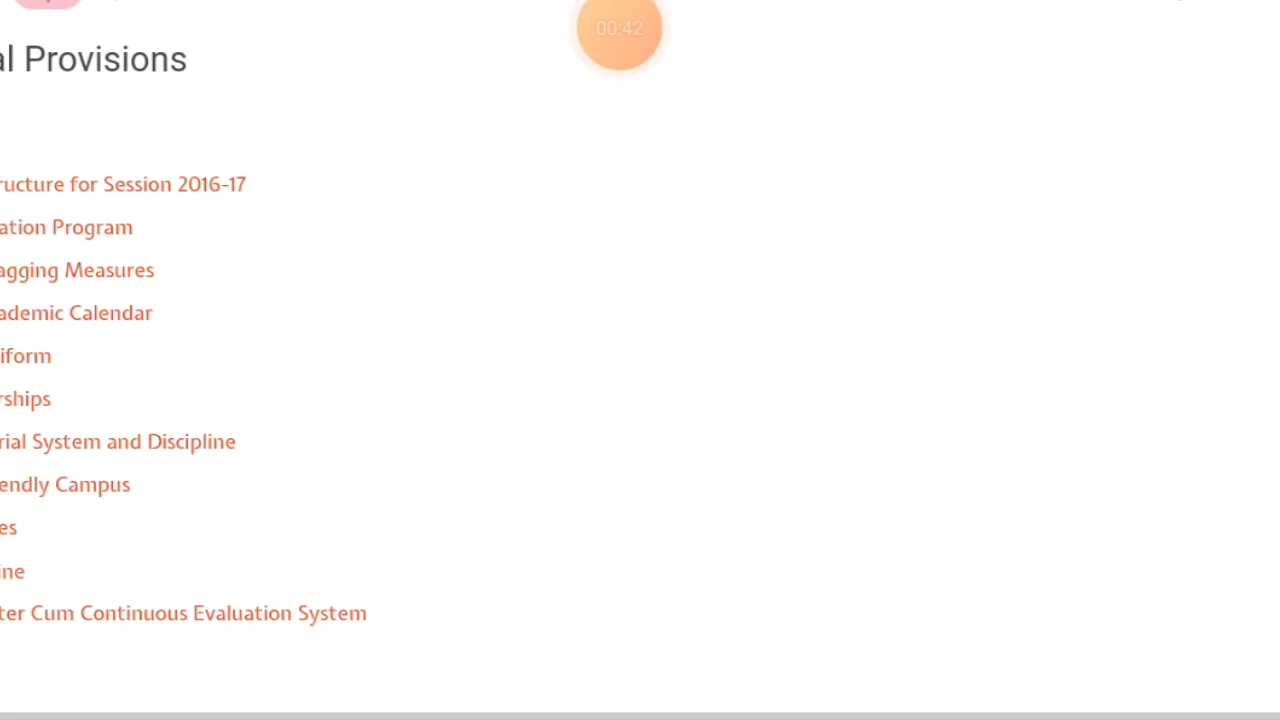 00:42
al Provisions
ructure for Session 2016-17
ation Program
agging Measures
ademic Calendar
iform
rships
rial System and Discipline
endly Campus
es
ine
ter Cum Continuous Evaluation System